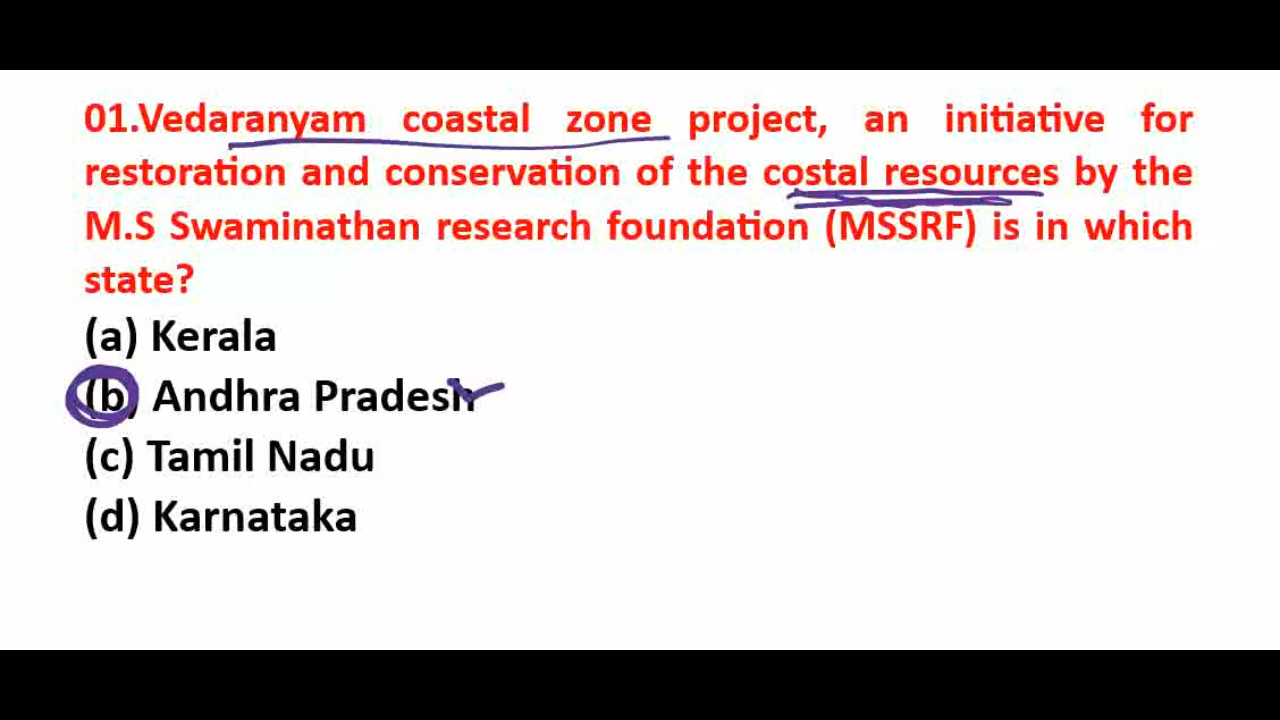 01.Vedaranyam coastal zone project, an initiative for
restoration and conservation of the costal resources by the
M.S Swaminathan research foundation (MSSRF) is in which
state?
(a) Kerala
(b) Andhra Pradesh
(c) Tamil Nadu
(d) Karnataka